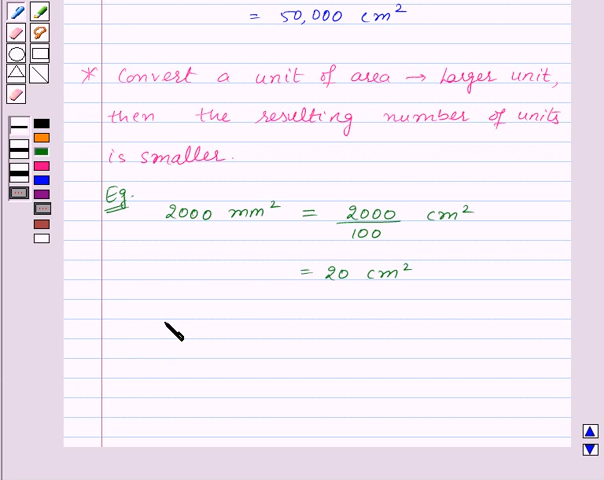 = 50,000 cm²
* Convert a unit of area → Larger unit,
then the resulting number of units
is smaller.
Eg. 2000 mm² = 2000/100 cm²
= 20 cm²